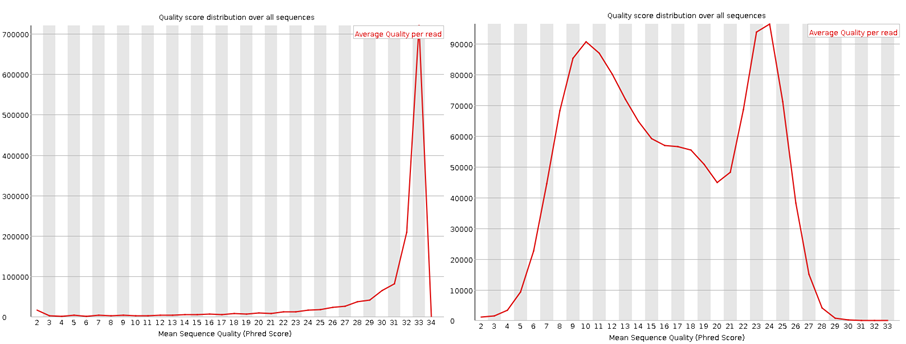 Quality score distribution over all sequences
Average Quality per read
700000
600000
500000
400000
300000
200000
100000
0
2 3 4 5 6 7 8 9 10 11 12 13 14 15 16 17 18 19 20 21 22 23 24 25 26 27 28 29 30 31 32 33 34
Mean Sequence Quality (Phred Score)
Quality score distribution over all sequences
Average Quality per read
90000
80000
70000
60000
50000
40000
30000
20000
10000
0
2 3 4 5 6 7 8 9 10 11 12 13 14 15 16 17 18 19 20 21 22 23 24 25 26 27 28 29 30 31 32 33
Mean Sequence Quality (Phred Score)